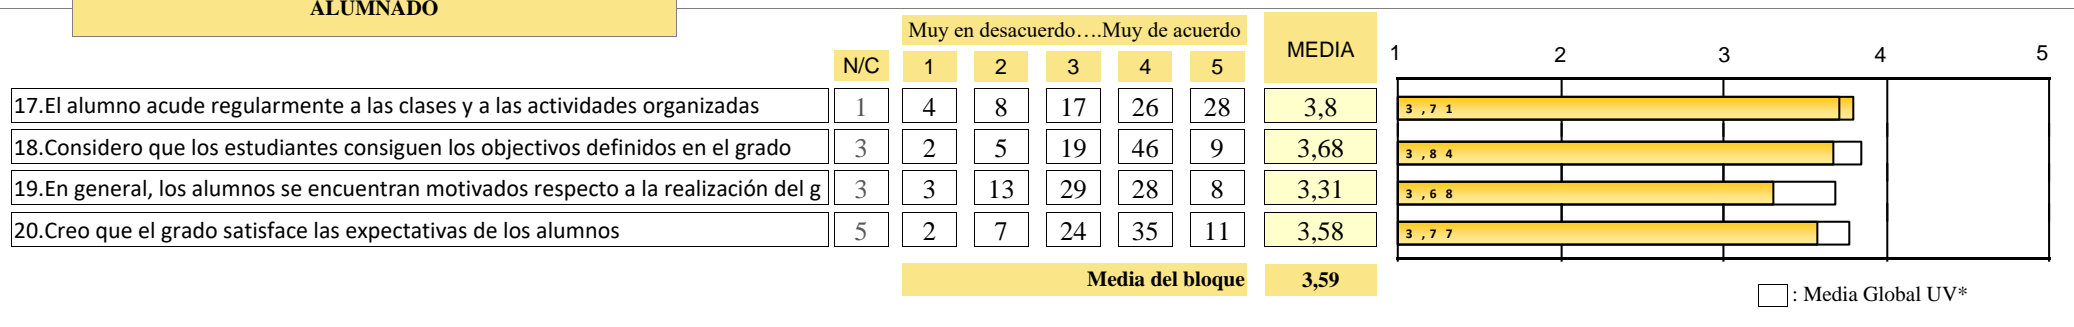 ALUMNADO
Muy en desacuerdo….Muy de acuerdo
MEDIA
N/C 1 2 3 4 5
1 2 3 4 5
17.El alumno acude regularmente a las clases y a las actividades organizadas 1 4 8 17 26 28 3,8 3,71
18.Considero que los estudiantes consiguen los objectivos definidos en el grado 3 2 5 19 46 9 3,68 3,84
19.En general, los alumnos se encuentran motivados respecto a la realización del g 3 3 13 29 28 8 3,31 3,68
20.Creo que el grado satisface las expectativas de los alumnos 5 2 7 24 35 11 3,58 3,77
Media del bloque 3,59
: Media Global UV*